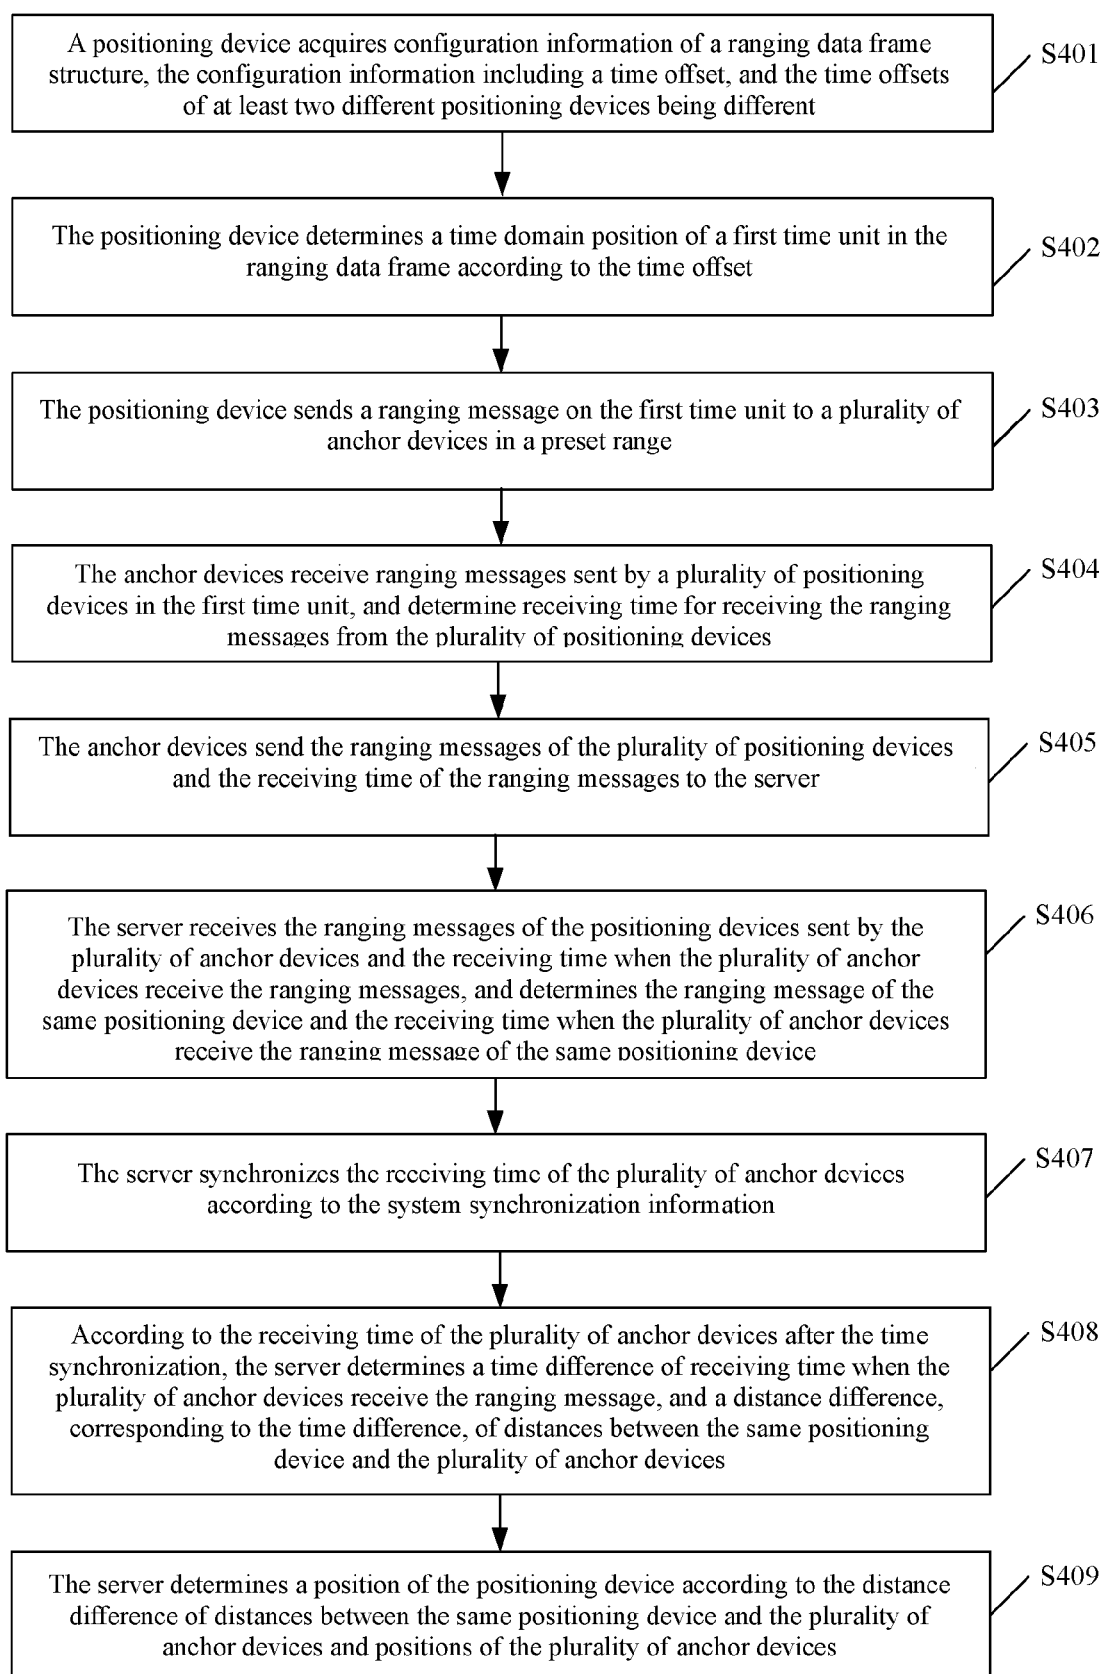 A positioning device acquires configuration information of a ranging data frame
structure, the configuration information including a time offset, and the time offsets
of at least two different positioning devices being different
S401
The positioning device determines a time domain position of a first time unit in the
ranging data frame according to the time offset
S402
The positioning device sends a ranging message on the first time unit to a plurality of
anchor devices in a preset range
S403
The anchor devices receive ranging messages sent by a plurality of positioning
devices in the first time unit, and determine receiving time for receiving the ranging
messages from the plurality of positioning devices
S404
The anchor devices send the ranging messages of the plurality of positioning devices
and the receiving time of the ranging messages to the server
S405
The server receives the ranging messages of the positioning devices sent by the
plurality of anchor devices and the receiving time when the plurality of anchor
devices receive the ranging messages, and determines the ranging message of the
same positioning device and the receiving time when the plurality of anchor devices
receive the ranging message of the same positioning device
S406
The server synchronizes the receiving time of the plurality of anchor devices
according to the system synchronization information
S407
According to the receiving time of the plurality of anchor devices after the time
synchronization, the server determines a time difference of receiving time when the
plurality of anchor devices receive the ranging message, and a distance difference,
corresponding to the time difference, of distances between the same positioning
device and the plurality of anchor devices
S408
The server determines a position of the positioning device according to the distance
difference of distances between the same positioning device and the plurality of
anchor devices and positions of the plurality of anchor devices
S409